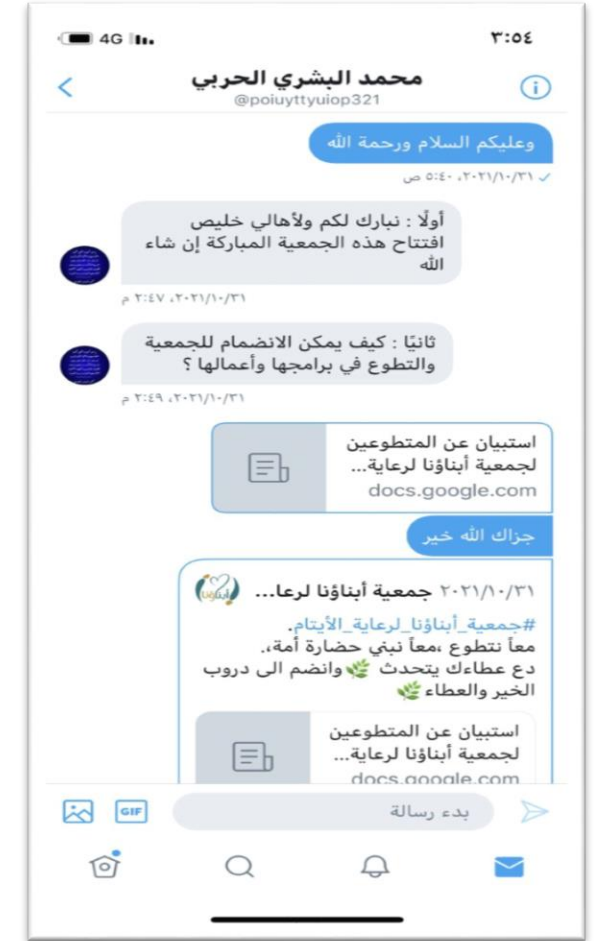 4G
٣:٥٤
محمد البشري الحربي
@poiuyttyuiop321
وعليكم السلام ورحمة الله
٢٠٢١/١٠/٣١، ٥:٤٠ ص
أولًا : نبارك لكم ولأهالي خليص
افتتاح هذه الجمعية المباركة إن شاء
الله
٢٠٢١/١٠/٣١، ٢:٤٧ م
ثانيًا : كيف يمكن الانضمام للجمعية
والتطوع في برامجها وأعمالها ؟
٢٠٢١/١٠/٣١، ٢:٤٩ م
استبيان عن المتطوعين
لجمعية أبناؤنا لرعاية...
docs.google.com
جزاك الله خير
جمعية أبناؤنا لرعا... ٢٠٢١/١٠/٣١
أبناؤنا
#جمعية_أبناؤنا_لرعاية_الأيتام.
معاً نتطوع ،معاً نبني حضارة أمة،.
دع عطاءك يتحدث 🌿وانضم الى دروب
الخير والعطاء🌿
استبيان عن المتطوعين
لجمعية أبناؤنا لرعاية...
docs.google.com
GIF
بدء رسالة